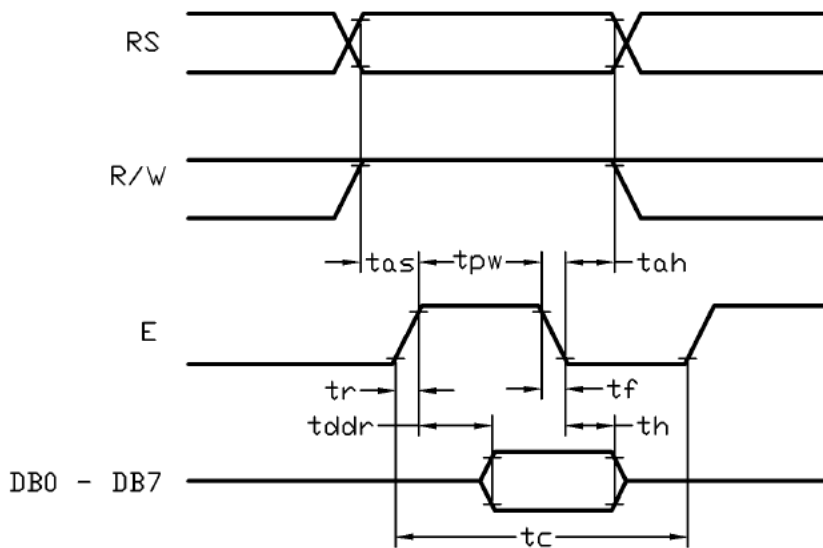 RS
R/W
tas tpw tah
E
tr tf
tddr th
DB0 - DB7
tc